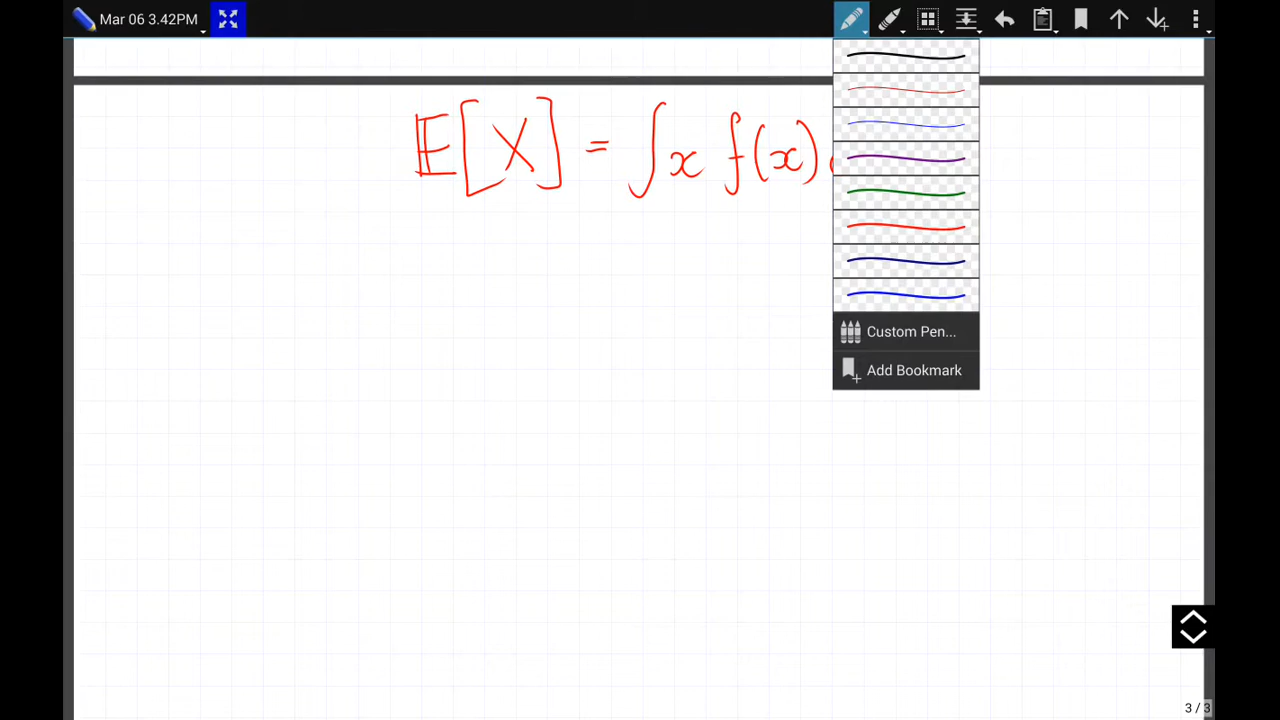 Mar 06 3.42PM
𝔼[X] = ∫x f(x)
Custom Pen...
Add Bookmark
3 / 3